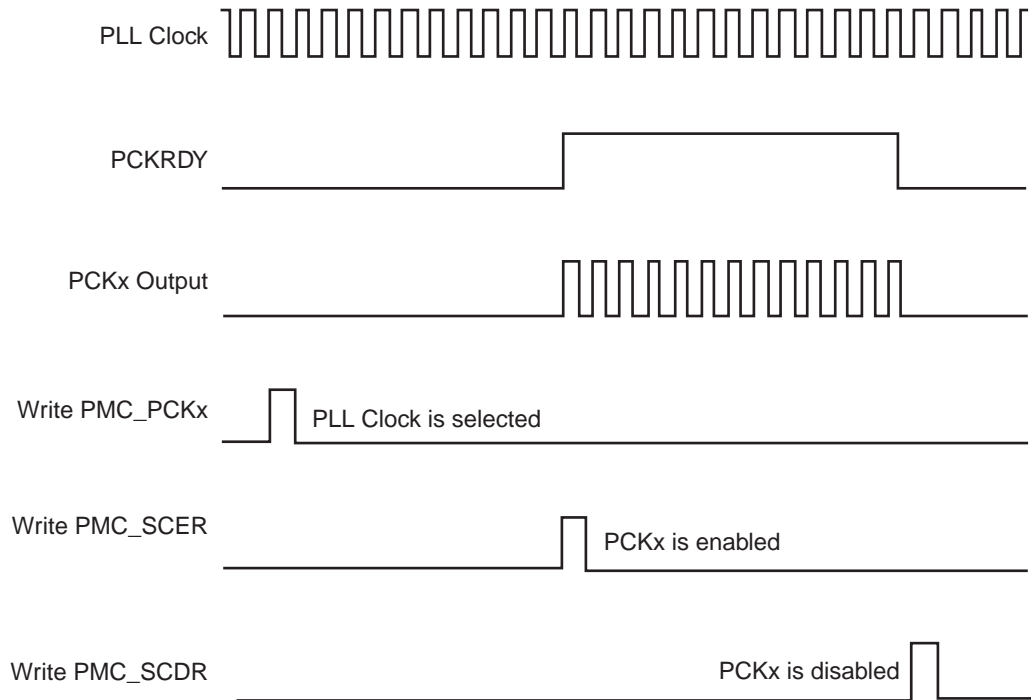 PLL Clock
PCKRDY
PCKx Output
Write PMC_PCKx
PLL Clock is selected
Write PMC_SCER
PCKx is enabled
Write PMC_SCDR
PCKx is disabled